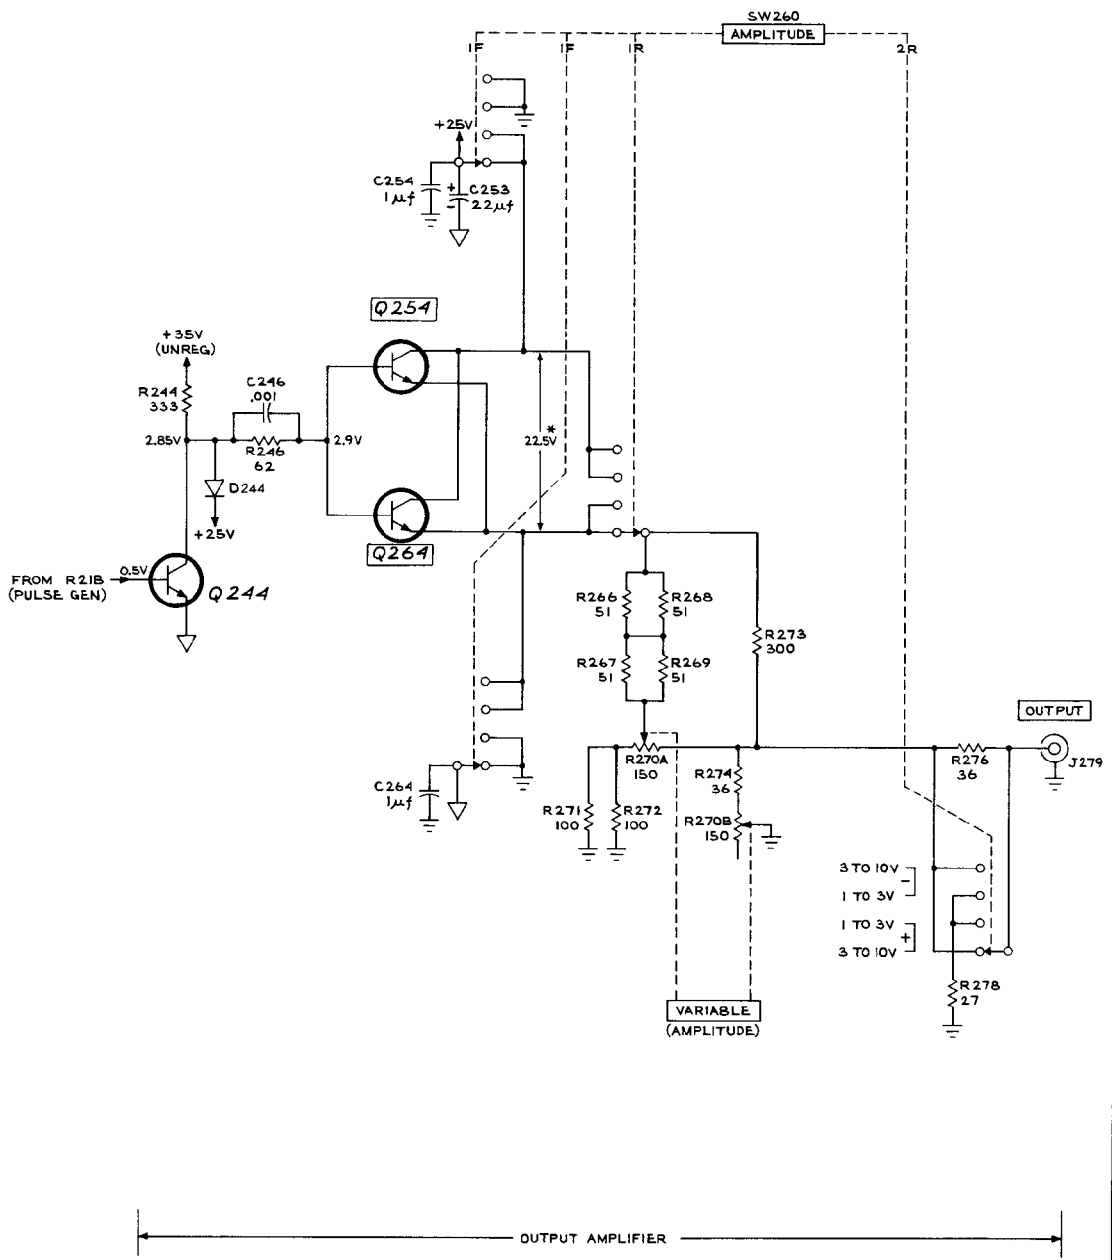 SW260
AMPLITUDE
1F
1F
1R
2R
+25V
C254
1μf
+
-
C253
22μf
Q254
+35V
(UNREG)
R244
333
C246
.001
2.85V
R246
62
2.9V
*
22.5V
D244
+25V
Q264
0.5V
FROM R218
(PULSE GEN)
Q244
R266
51
R268
51
R267
51
R269
51
R273
300
OUTPUT
R270A
150
R274
36
R276
36
J279
C264
1μf
R271
100
R272
100
R270B
150
3 TO 10V
-
1 TO 3V
1 TO 3V
+
3 TO 10V
R278
27
VARIABLE
(AMPLITUDE)
OUTPUT AMPLIFIER